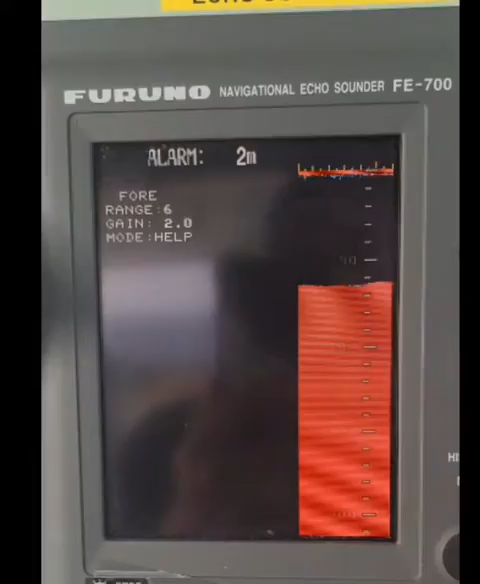 FURUNO NAVIGATIONAL ECHO SOUNDER FE-700
ALARM: 2m
FORE
RANGE:6
GAIN: 2.0
MODE:HELP